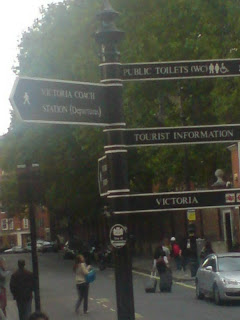 VICTORIA COACH
STATION (Departures)
PUBLIC TOILETS (WC)
TOURIST INFORMATION
VICTORIA